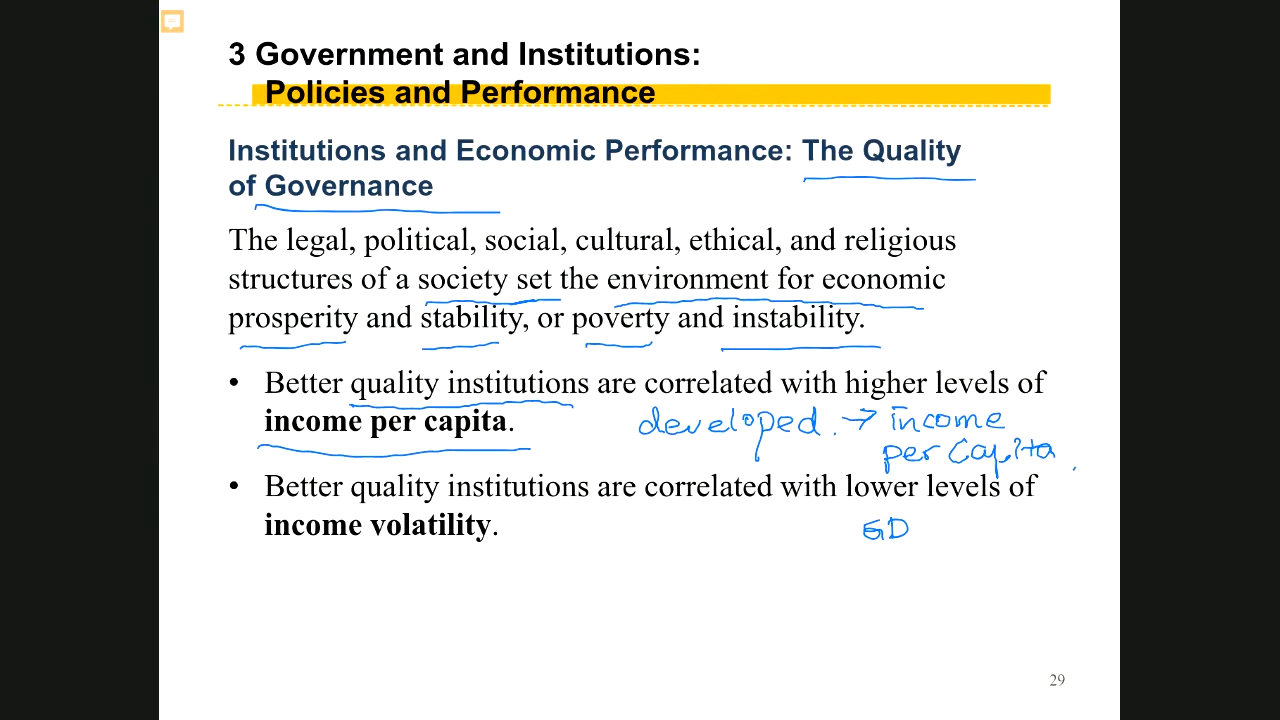 3 Government and Institutions:
Policies and Performance
Institutions and Economic Performance: The Quality
of Governance
The legal, political, social, cultural, ethical, and religious
structures of a society set the environment for economic
prosperity and stability, or poverty and instability.
• Better quality institutions are correlated with higher levels of
income per capita.
developed. → income
per capita
• Better quality institutions are correlated with lower levels of
income volatility.
GD
29